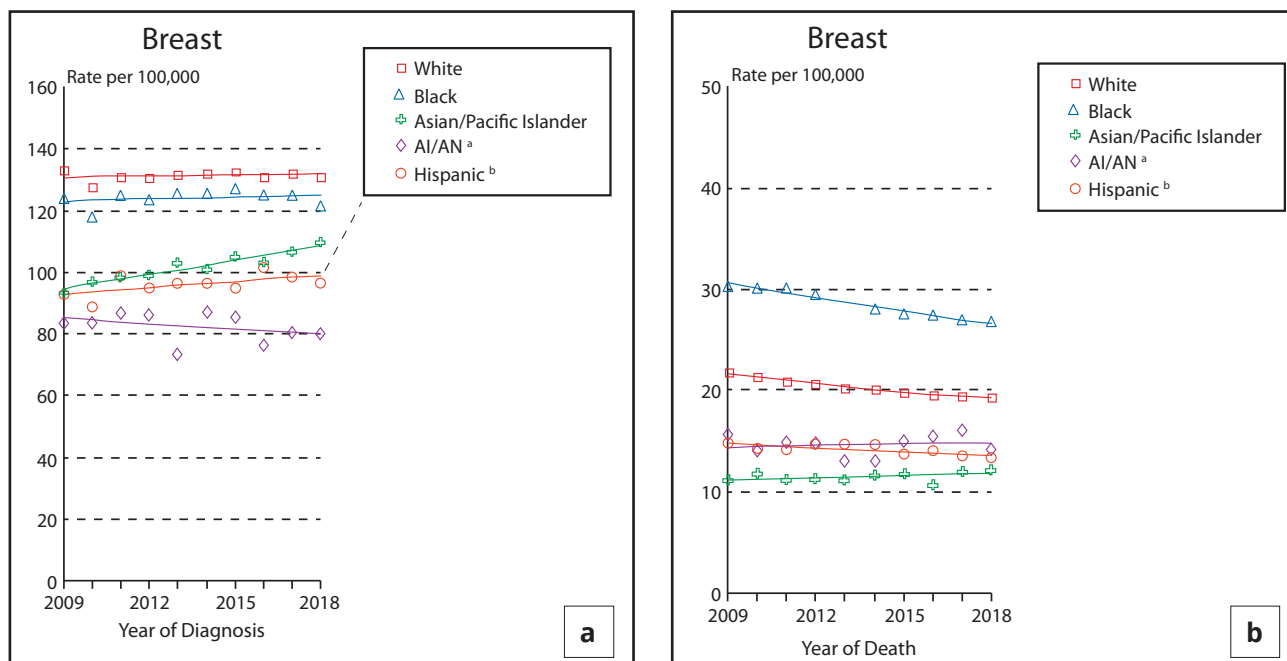 Breast
Rate per 100,000
160
140
120
100
80
60
40
20
0
2009
2012
2015
2018
Year of Diagnosis
White
Black
Asian/Pacific Islander
AI/AN a
Hispanic b
a
Breast
Rate per 100,000
50
40
30
20
10
0
2009
2012
2015
2018
Year of Death
White
Black
Asian/Pacific Islander
AI/AN a
Hispanic b
b